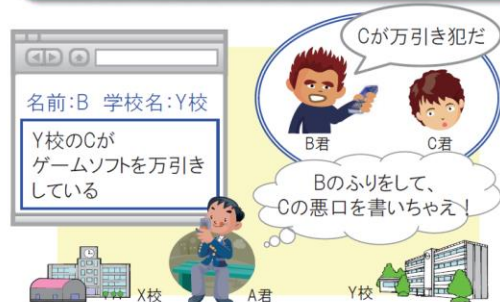 Cが万引き犯だ
名前:B 学校名:Y校
Y校のCが
ゲームソフトを万引き
している
B君
C君
Bのふりをして、
Cの悪口を書いちゃえ!
X校
A君
Y校